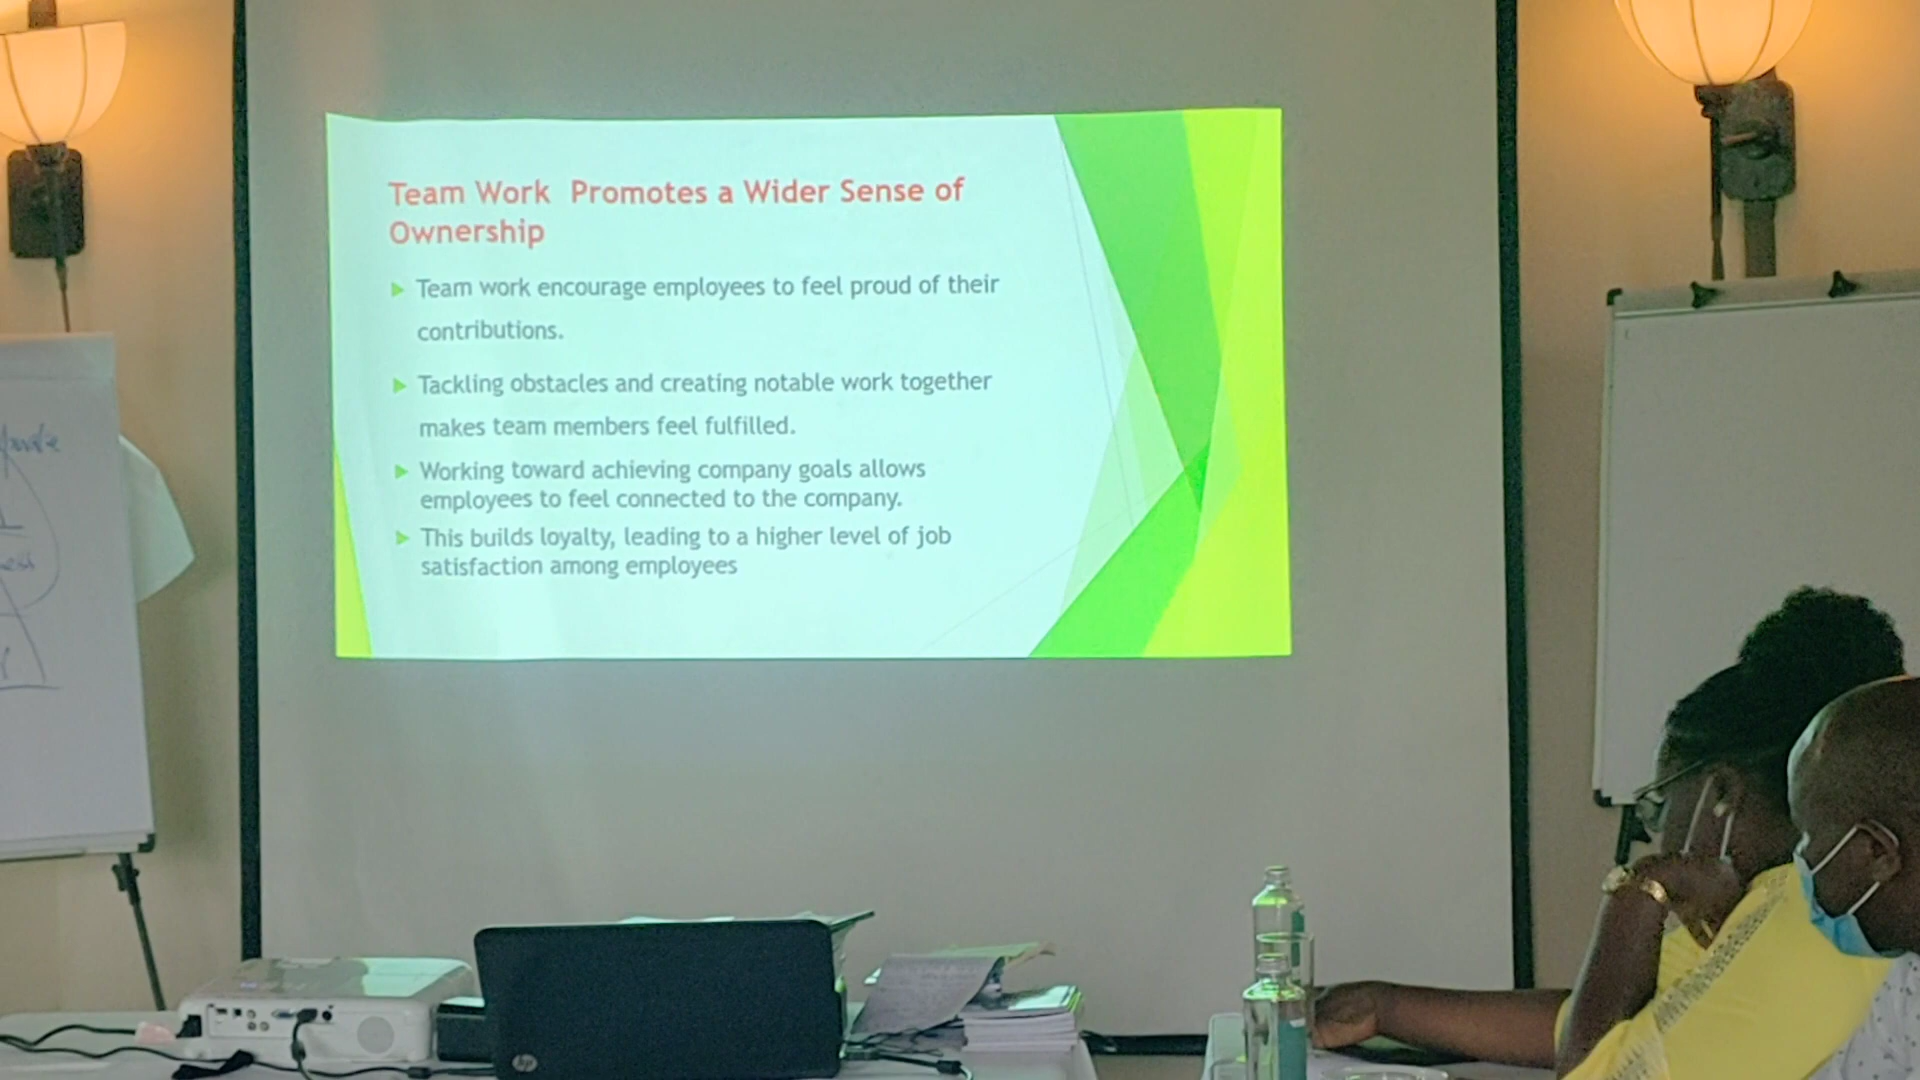 Team Work Promotes a Wider Sense of
Ownership
Team work encourage employees to feel proud of their
contributions.
Tackling obstacles and creating notable work together
makes team members feel fulfilled.
Working toward achieving company goals allows
employees to feel connected to the company.
This builds loyalty, leading to a higher level of job
satisfaction among employees
hp